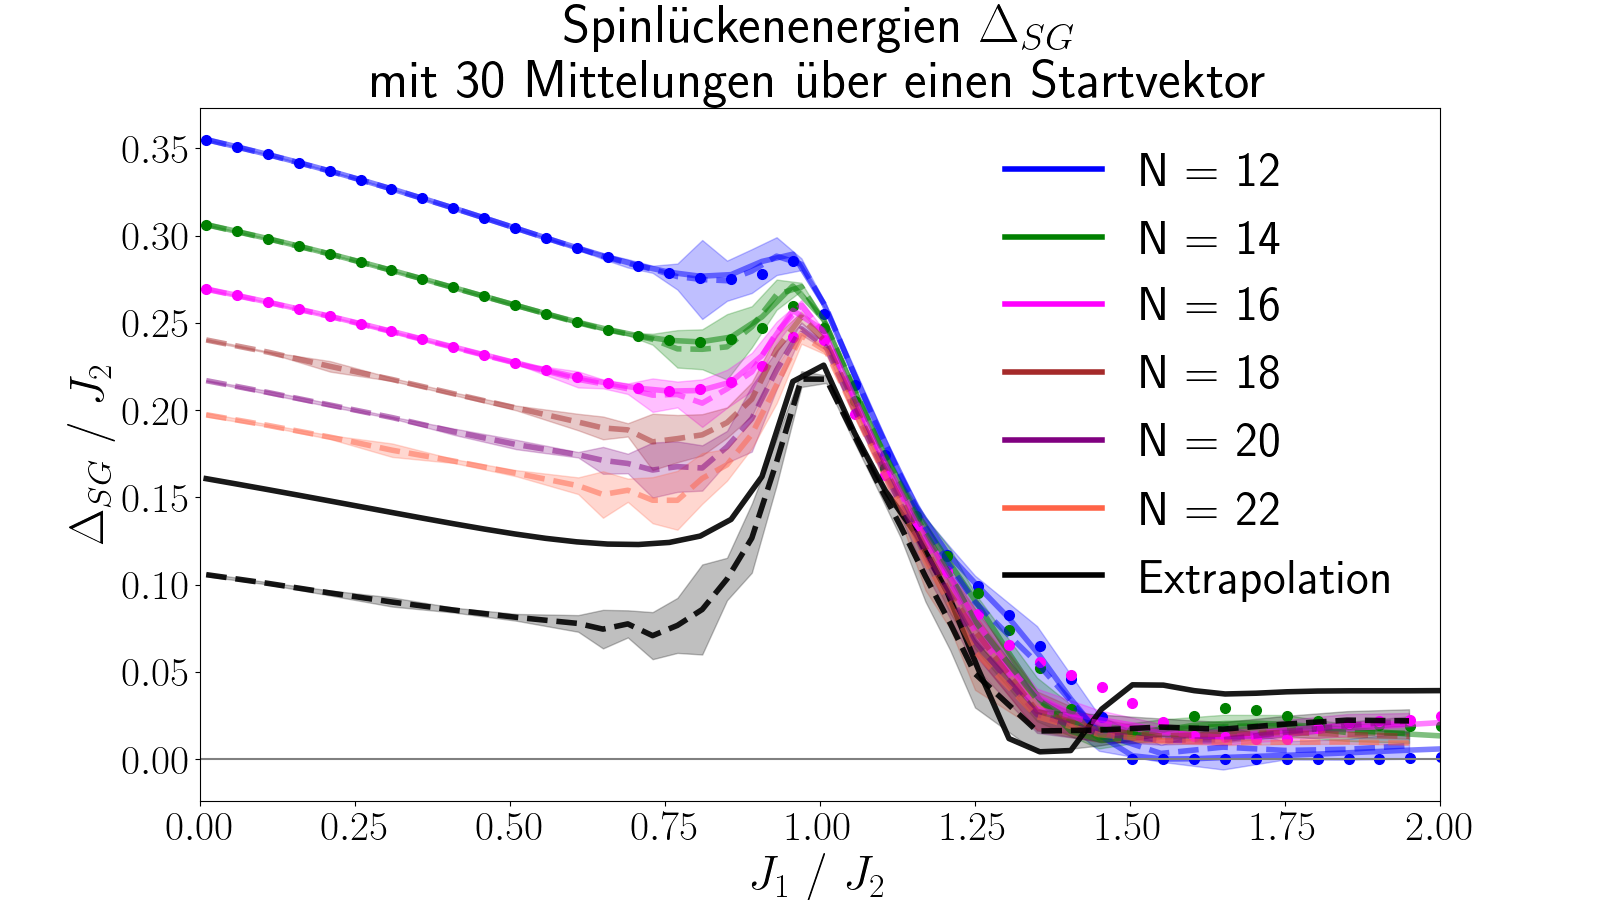 Spinlückenenergien Δ_SG
mit 30 Mittelungen über einen Startvektor
Δ_SG / J_2
0.35
0.30
0.25
0.20
0.15
0.10
0.05
0.00
N = 12
N = 14
N = 16
N = 18
N = 20
N = 22
Extrapolation
0.00 0.25 0.50 0.75 1.00 1.25 1.50 1.75 2.00
J_1 / J_2